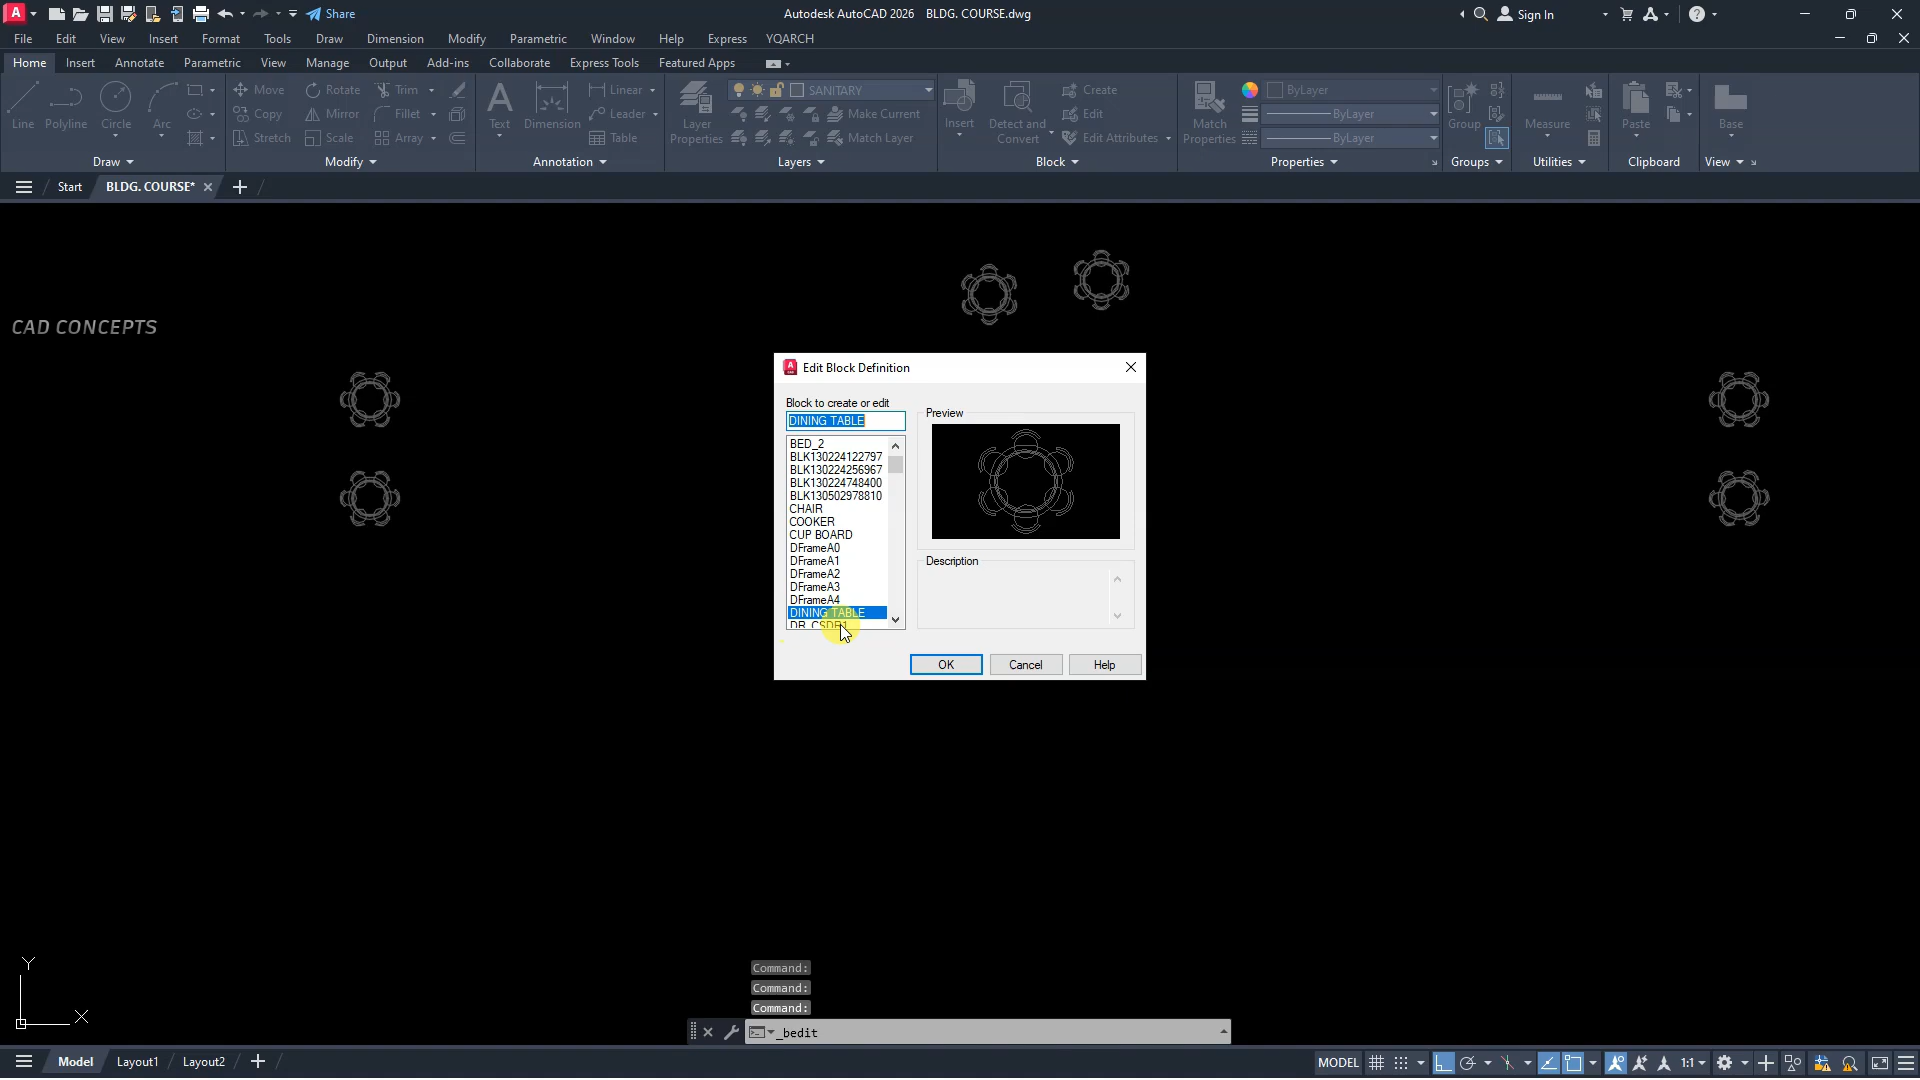 Share
Autodesk AutoCAD 2026 BLDG. COURSE.dwg
Sign In
File Edit View Insert Format Tools Draw Dimension Modify Parametric Window Help Express YQARCH
Home Insert Annotate Parametric View Manage Output Add-ins Collaborate Express Tools Featured Apps
Line Polyline Circle Arc
Move Rotate Trim
Copy Mirror Fillet
Stretch Scale Array
Text Dimension
Linear
Leader
Table
Layer Properties
SANITARY
Make Current
Match Layer
Insert
Detect and Convert
Create
Edit
Edit Attributes
Match Properties
ByLayer
ByLayer
ByLayer
Group
Measure
Paste
Base
Draw Modify Annotation Layers Block Properties Groups Utilities Clipboard View
Start BLDG. COURSE*
CAD CONCEPTS
Edit Block Definition
Block to create or edit
DINING TABLE
BED_2
BLK130224122797
BLK130224256967
BLK130224748400
BLK130502978810
CHAIR
COOKER
CUP BOARD
DFrameA0
DFrameA1
DFrameA2
DFrameA3
DFrameA4
DINING TABLE
Preview
Description
OK Cancel Help
Y
X
Command:
Command:
Command:
_bedit
Model Layout1 Layout2
MODEL
1:1